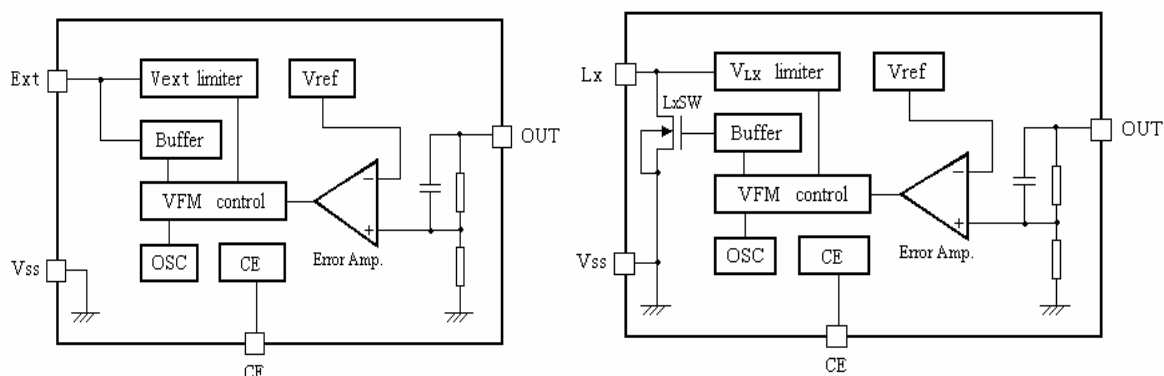 Ext
Vext limiter
Vref
Buffer
OUT
VFM control
−
+
OSC
CE
Error Amp.
Vss
CE
Lx
VLX limiter
Vref
LxSW
Buffer
OUT
VFM control
−
+
OSC
CE
Error Amp.
Vss
CE